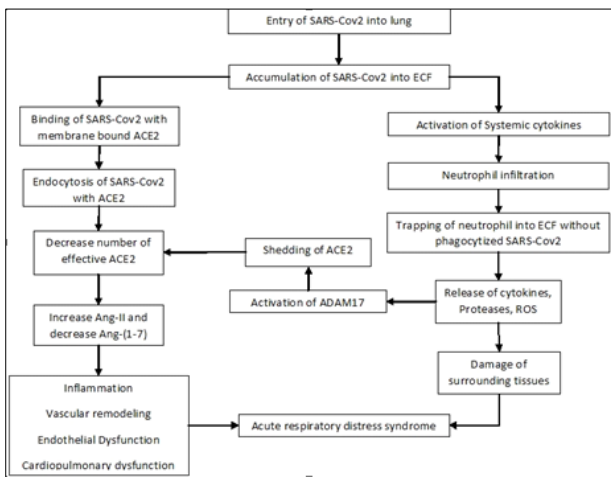 Entry of SARS-Cov2 into lung
Accumulation of SARS-Cov2 into ECF
Binding of SARS-Cov2 with
membrane bound ACE2
Activation of Systemic cytokines
Endocytosis of SARS-Cov2
with ACE2
Neutrophil infiltration
Trapping of neutrophil into ECF without
phagocytized SARS-Cov2
Decrease number of
effective ACE2
Shedding of ACE2
Activation of ADAM17
Release of cytokines,
Proteases, ROS
Increase Ang-II and
decrease Ang-(1-7)
Damage of
surrounding tissues
Inflammation
Vascular remodeling
Endothelial Dysfunction
Cardiopulmonary dysfunction
Acute respiratory distress syndrome